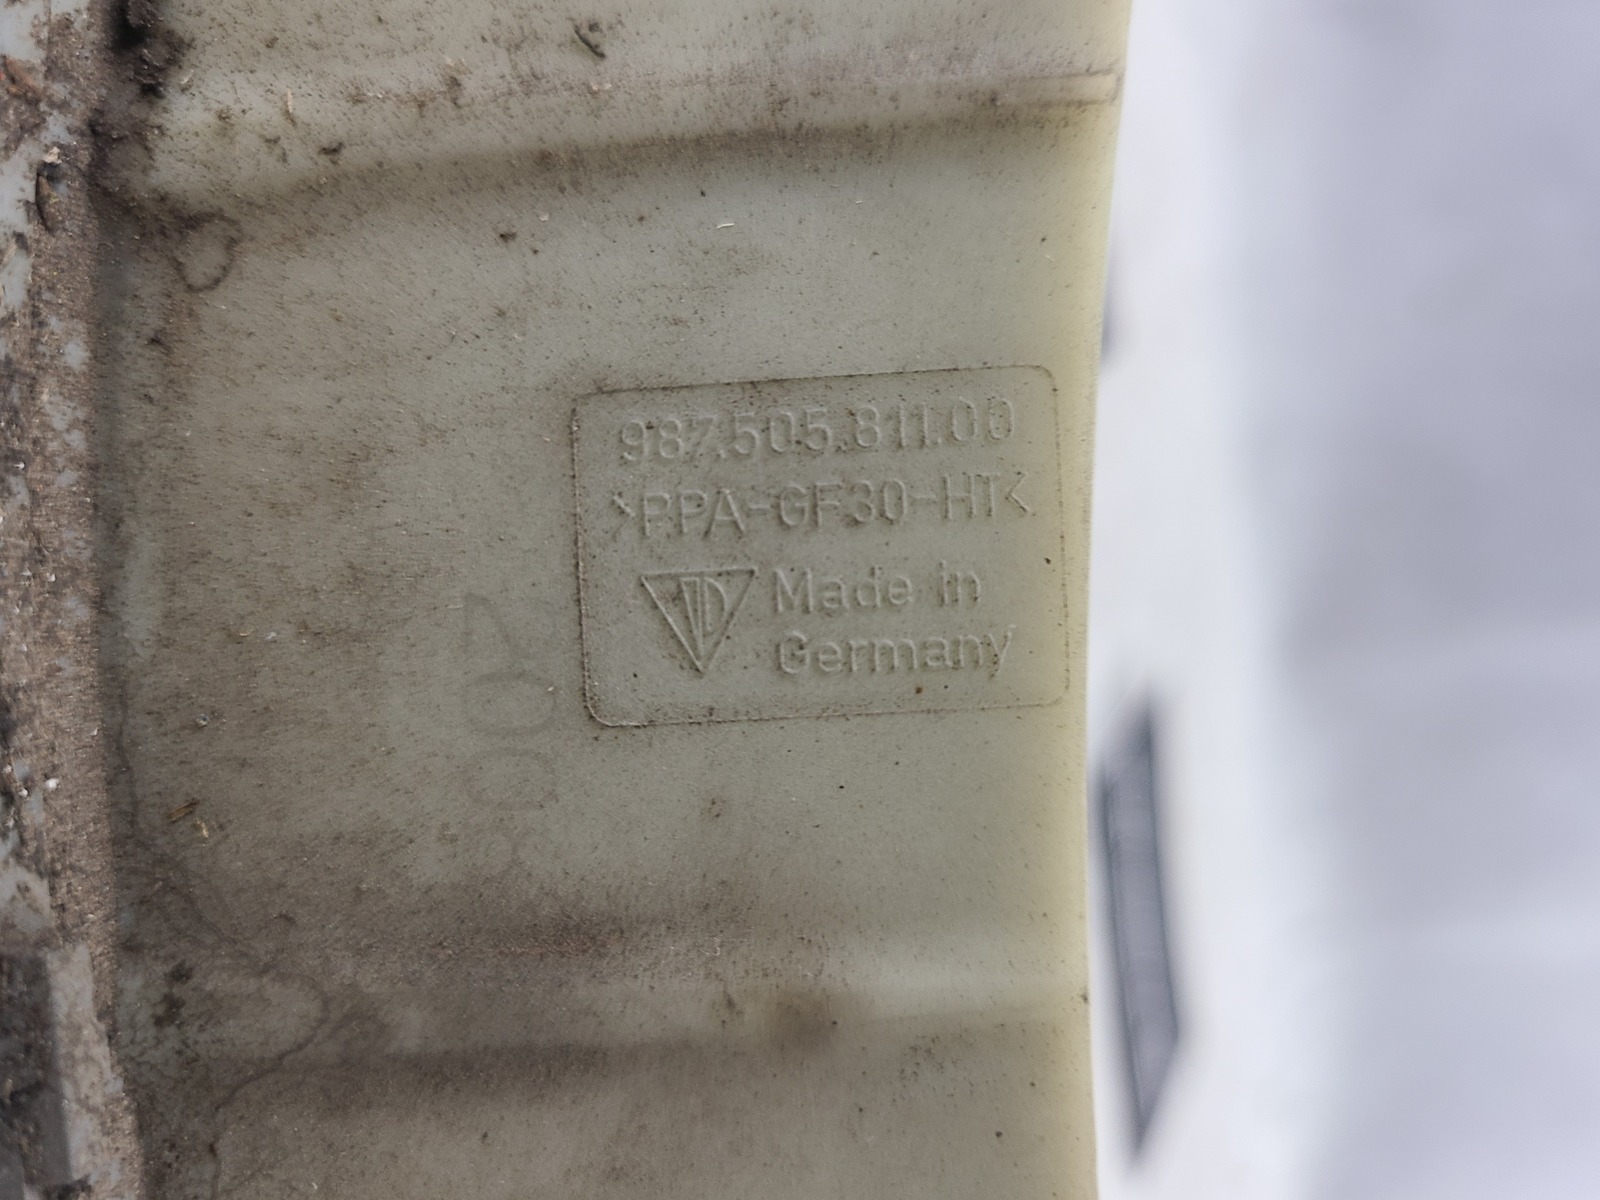 987.505.811.00
>PPA-GF30-HT<
Made in
Germany